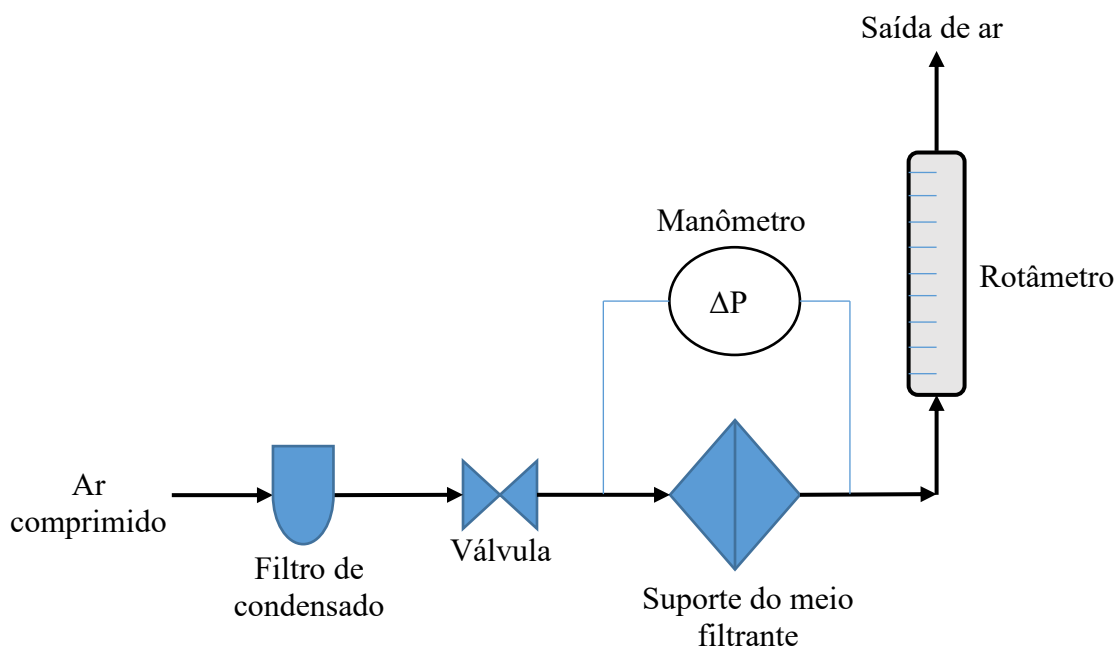 Saída de ar
Manômetro
ΔP
Rotâmetro
Ar
comprimido
Válvula
Filtro de
condensado
Suporte do meio
filtrante